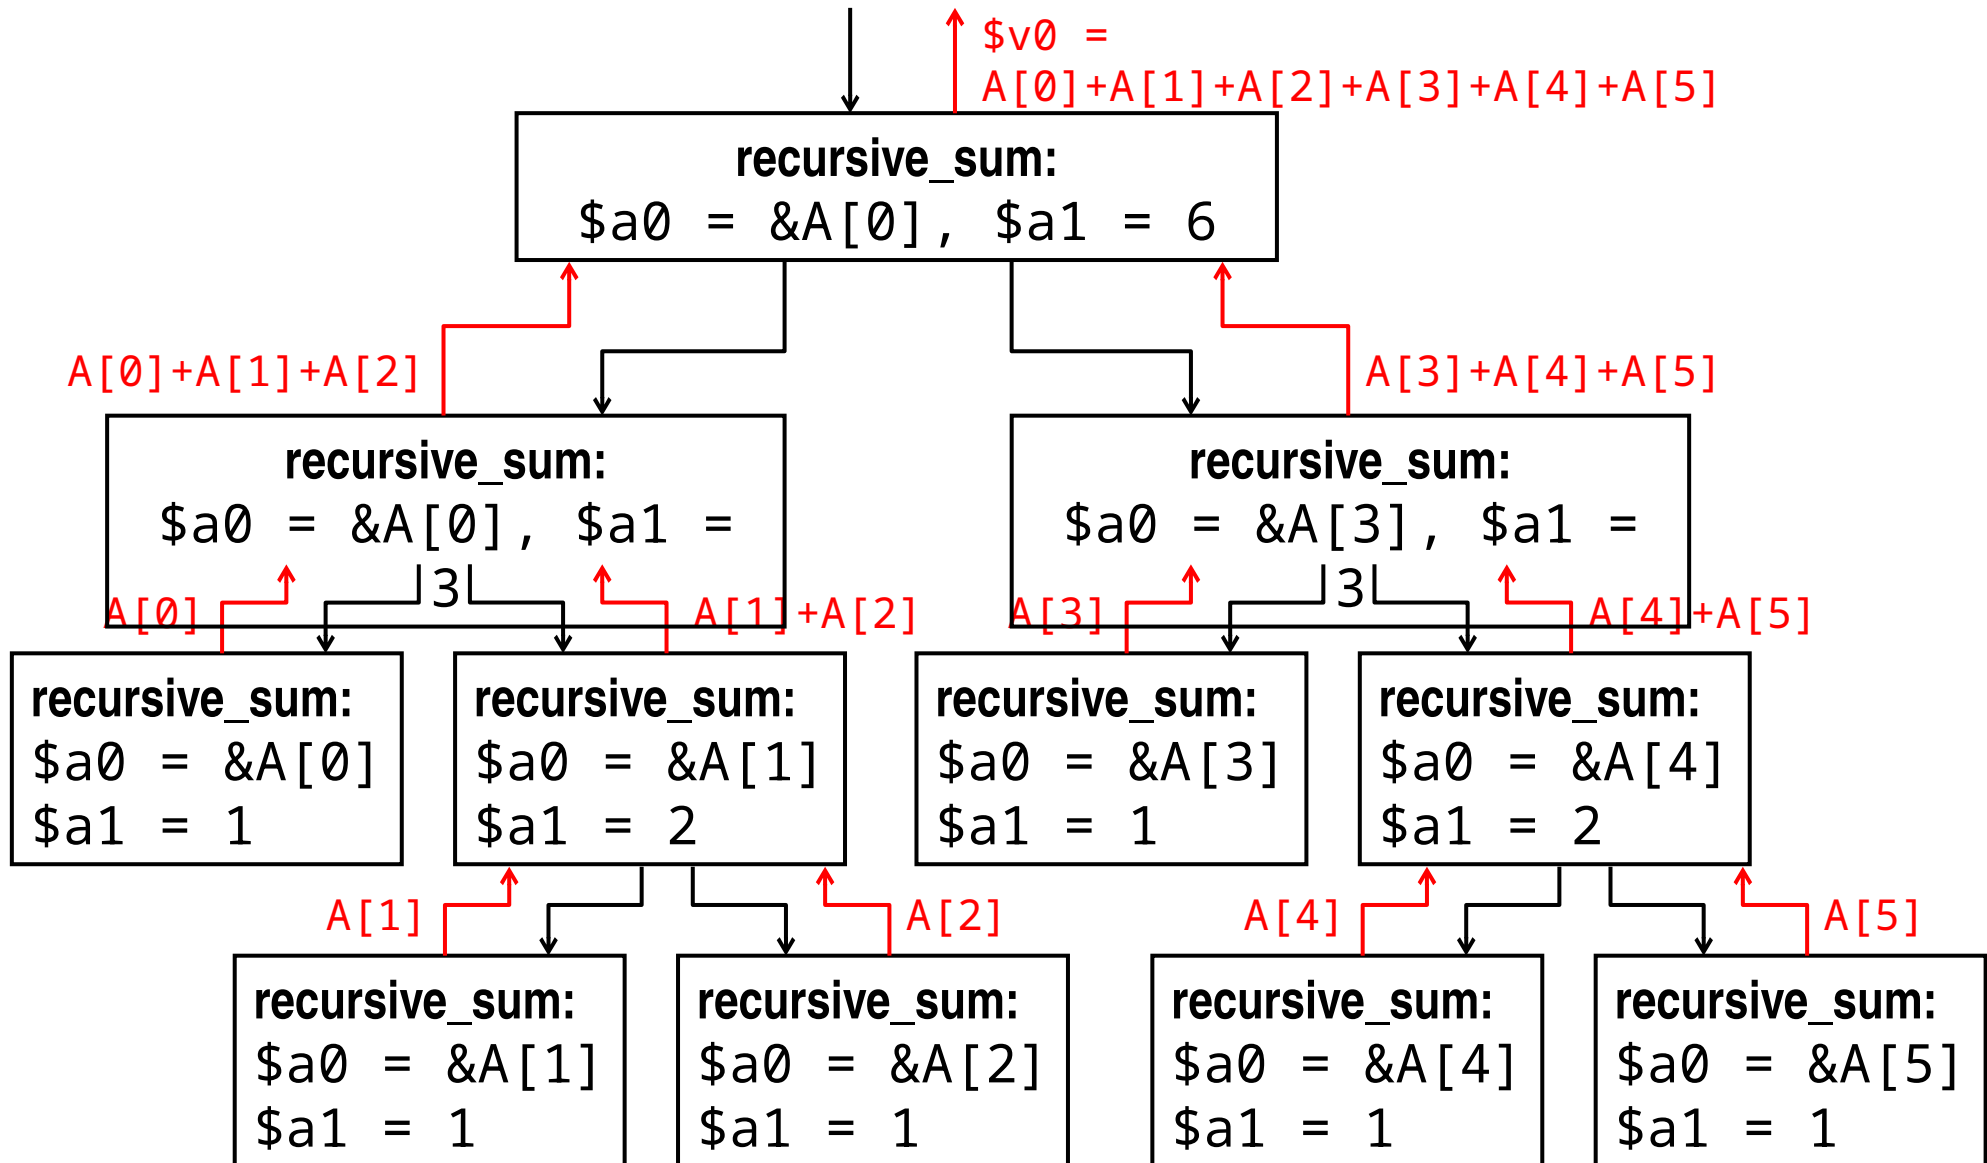 $v0 =
A[0]+A[1]+A[2]+A[3]+A[4]+A[5]
recursive_sum:
$a0 = &A[0], $a1 = 6
A[0]+A[1]+A[2]
A[3]+A[4]+A[5]
recursive_sum:
$a0 = &A[0], $a1 =
3
recursive_sum:
$a0 = &A[3], $a1 =
3
A[0]
A[1]+A[2]
A[3]
A[4]+A[5]
recursive_sum:
$a0 = &A[0]
$a1 = 1
recursive_sum:
$a0 = &A[1]
$a1 = 2
recursive_sum:
$a0 = &A[3]
$a1 = 1
recursive_sum:
$a0 = &A[4]
$a1 = 2
A[1]
A[2]
A[4]
A[5]
recursive_sum:
$a0 = &A[1]
$a1 = 1
recursive_sum:
$a0 = &A[2]
$a1 = 1
recursive_sum:
$a0 = &A[4]
$a1 = 1
recursive_sum:
$a0 = &A[5]
$a1 = 1